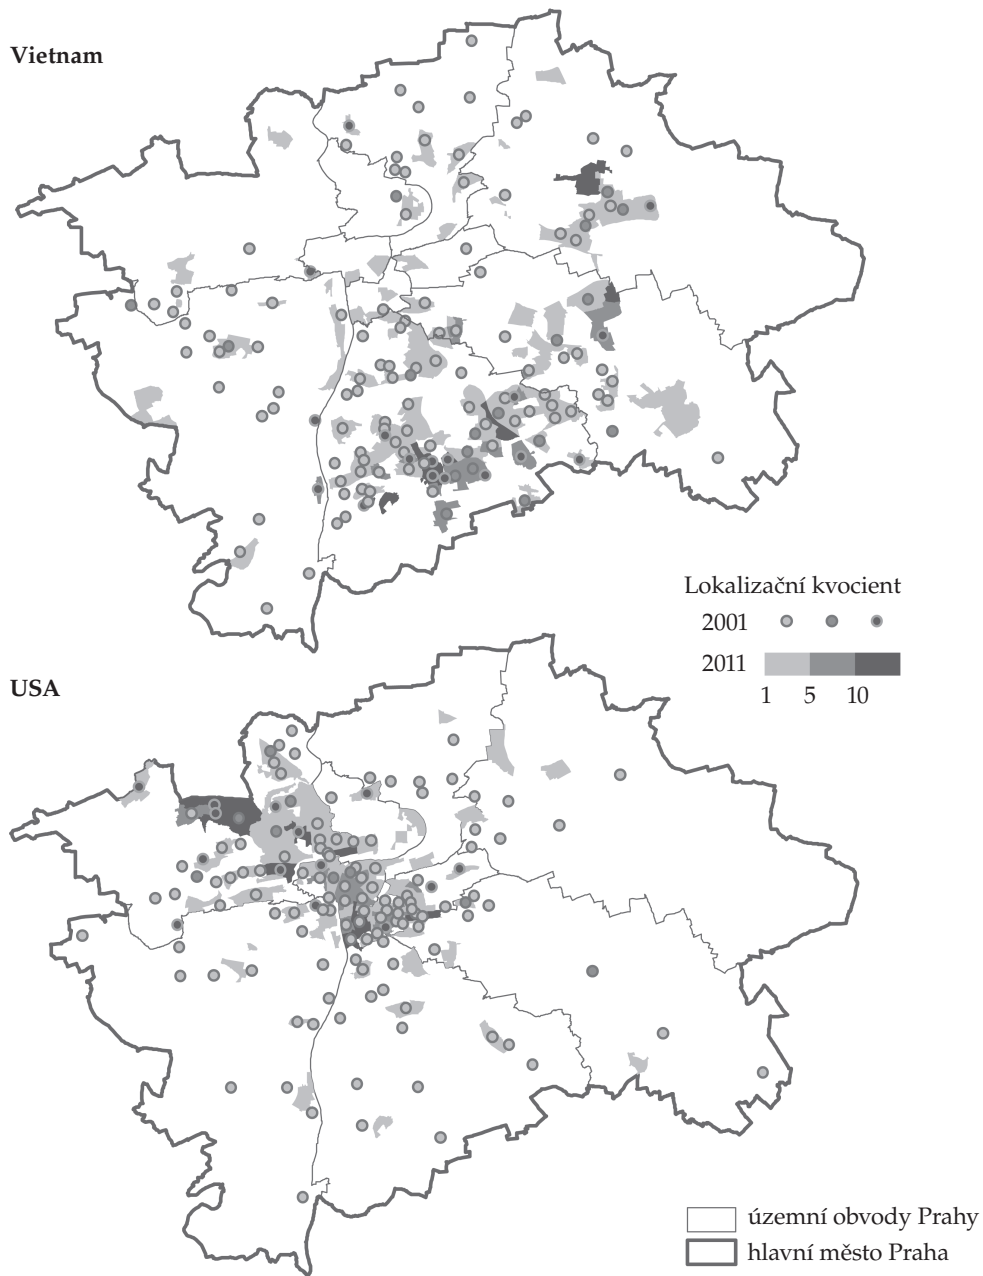 Vietnam
Lokalizační kvocient
2001
2011
1 5 10
USA
územní obvody Prahy
hlavní město Praha